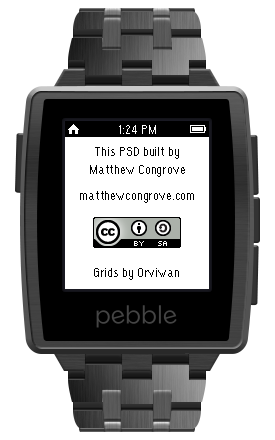 1:24 PM
This PSD built by
Matthew Congrove
matthewcongrove.com
cc
BY SA
Grids by Orviwan
pebble